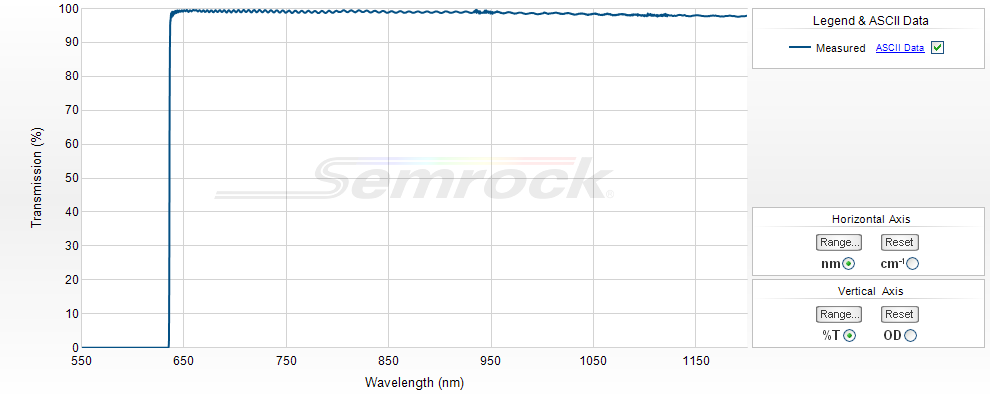 100
90
80
70
60
50
40
30
20
10
0
550
650
750
850
950
1050
1150
Transmission (%)
Wavelength (nm)
Semrock®
Legend & ASCII Data
Measured ASCII Data
Horizontal Axis
Range... Reset
nm cm-1
Vertical Axis
Range... Reset
%T OD